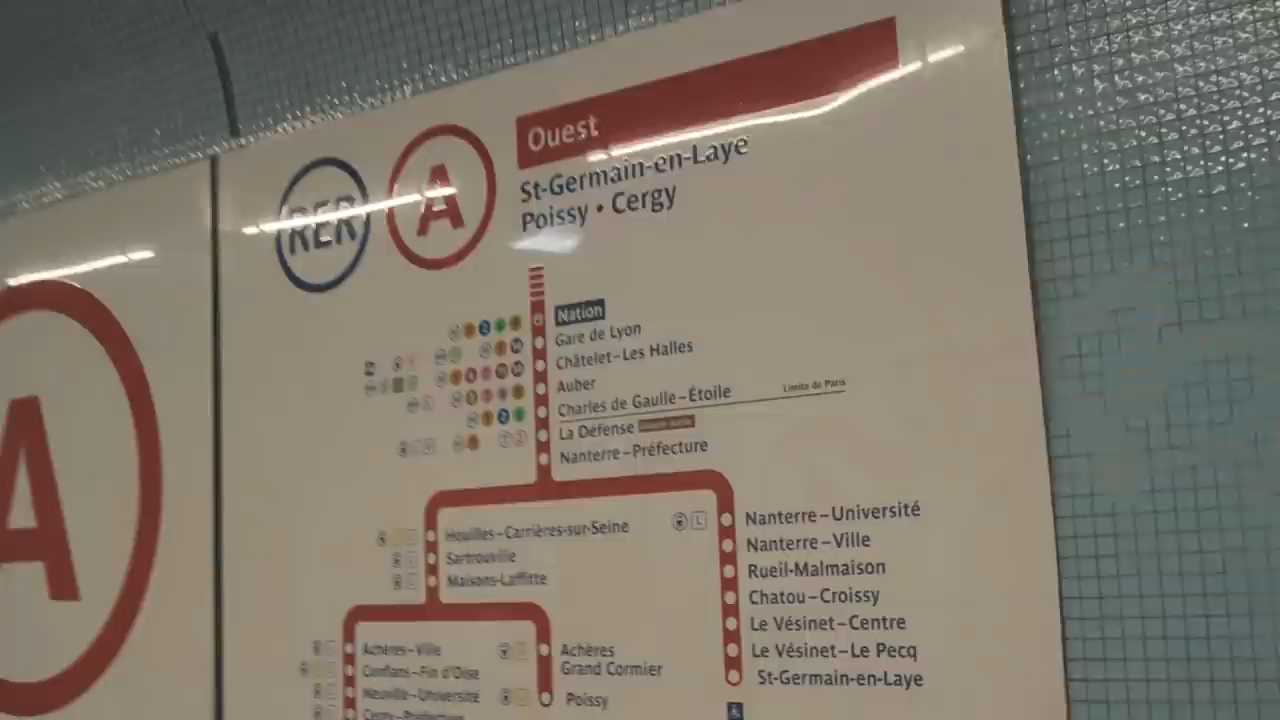 Ouest
RER A
St-Germain-en-Laye
Poissy • Cergy
A
Nation
Gare de Lyon
Châtelet–Les Halles
Auber
Charles de Gaulle–Étoile
Limite de Paris
La Défense
Nanterre–Préfecture
Houilles–Carrières-sur-Seine
Sartrouville
Maisons-Laffitte
L
Nanterre–Université
Nanterre–Ville
Rueil-Malmaison
Chatou–Croissy
Le Vésinet–Centre
Le Vésinet–Le Pecq
St-Germain-en-Laye
Achères–Ville
Conflans–Fin d'Oise
Neuville–Université
Cergy–Préfecture
Achères
Grand Cormier
Poissy